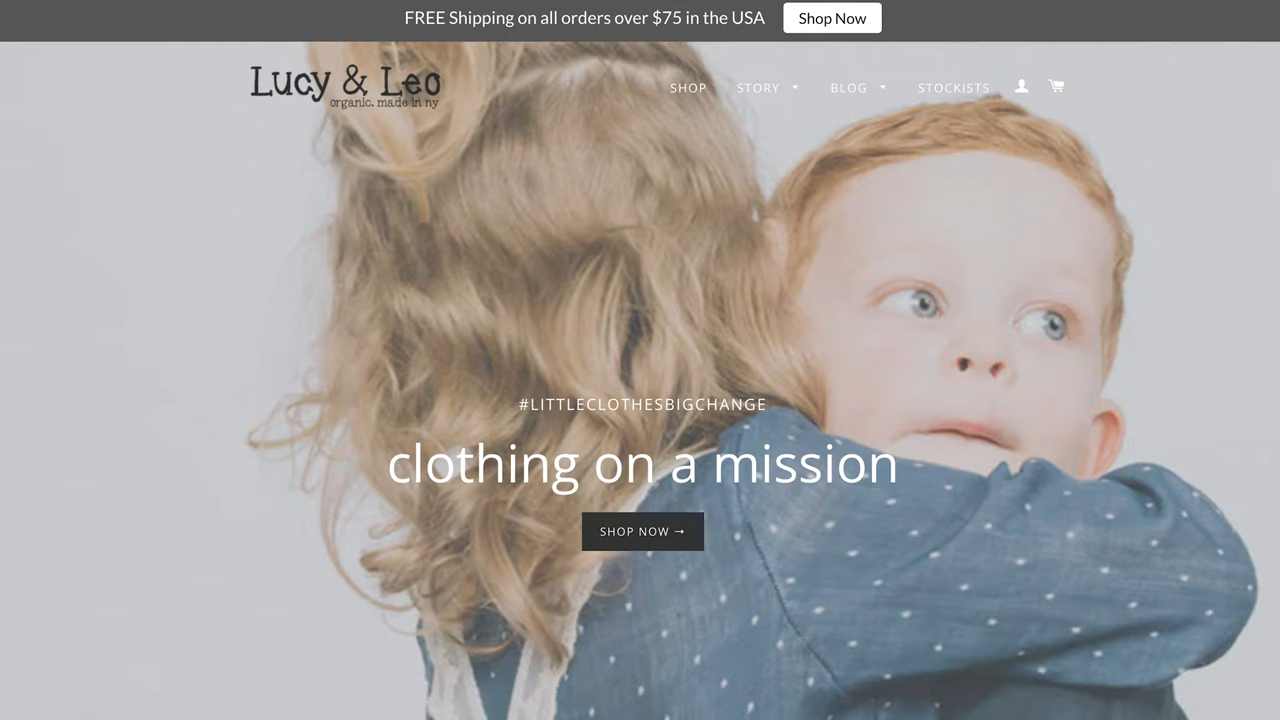 FREE Shipping on all orders over $75 in the USA
Shop Now
Lucy & Leo
organic. made in ny
SHOP
STORY
BLOG
STOCKISTS
#LITTLECLOTHESBIGCHANGE
clothing on a mission
SHOP NOW →